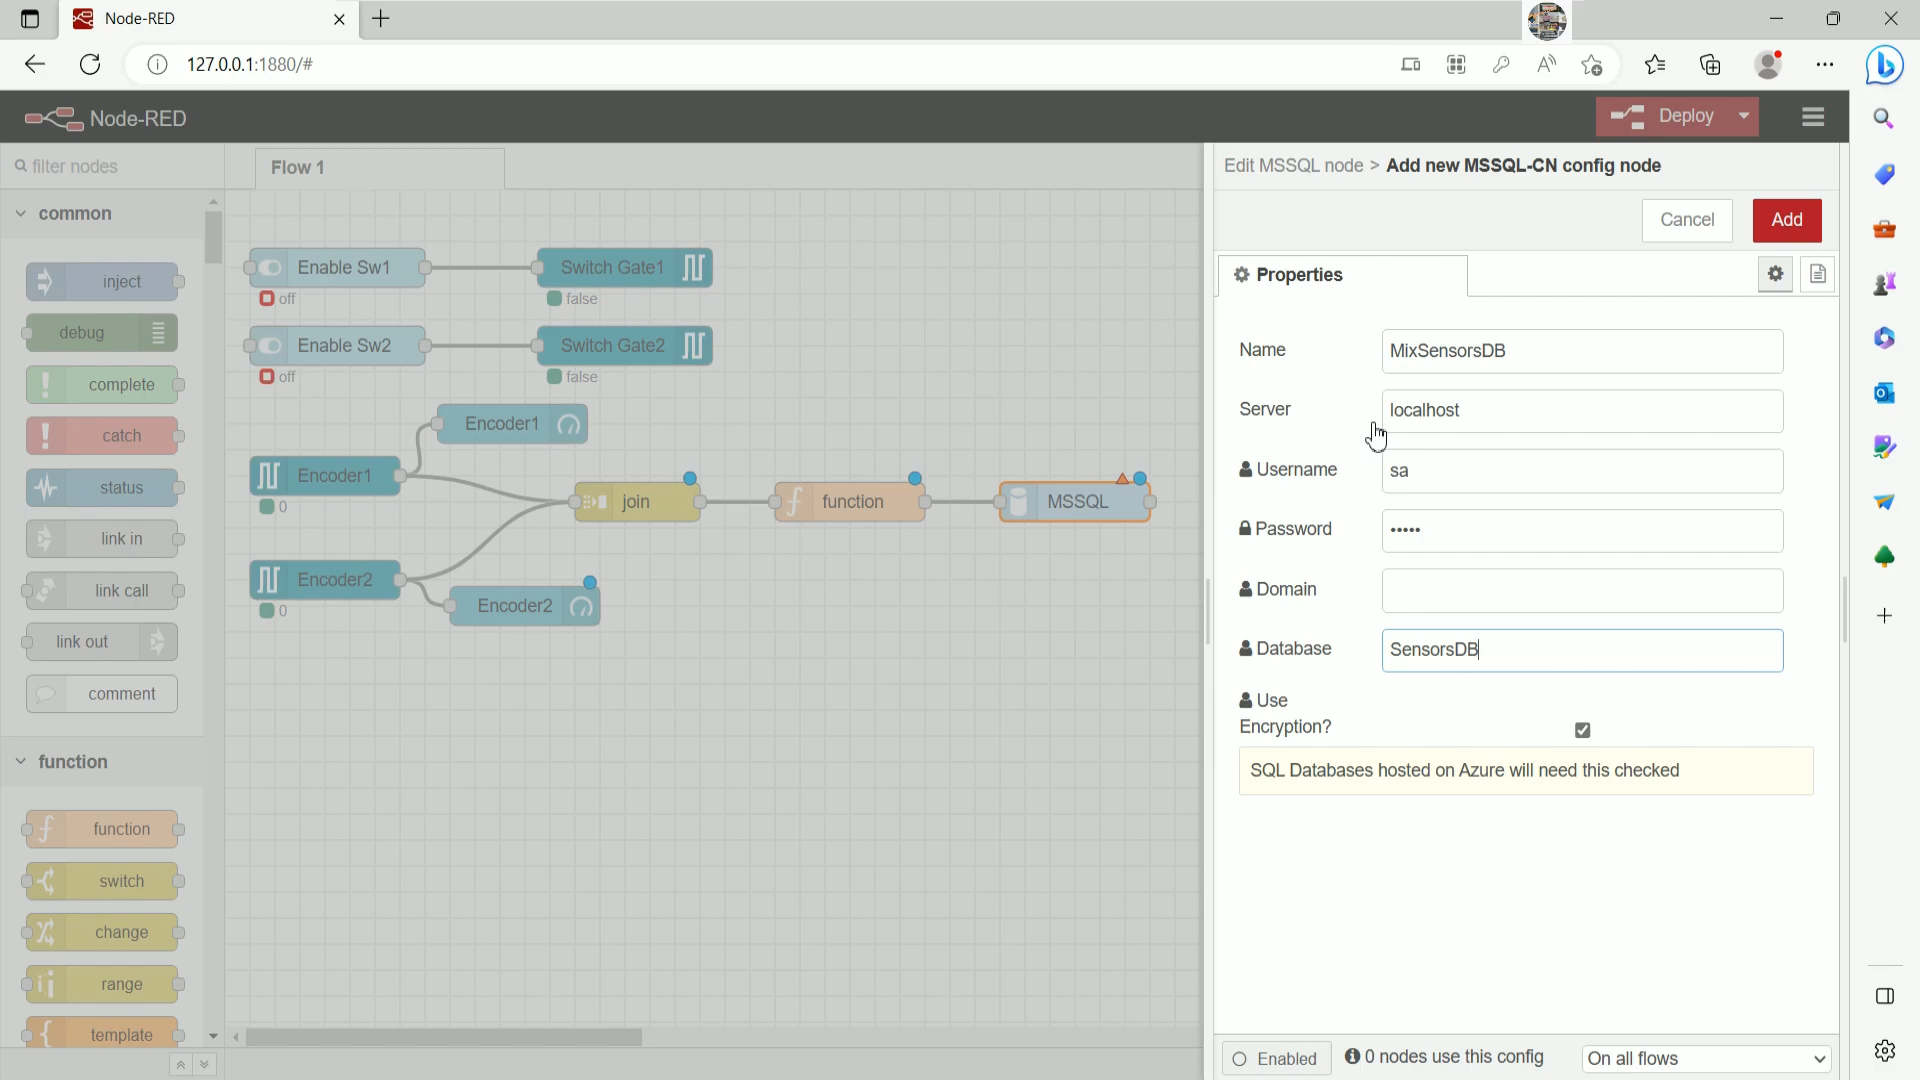 Node-RED
127.0.0.1:1880/#
Node-RED
Deploy
filter nodes
Flow 1
Edit MSSQL node > Add new MSSQL-CN config node
Cancel
Add
common
inject
debug
complete
catch
status
link in
link call
link out
comment
function
function
switch
change
range
template
Enable Sw1
off
Switch Gate1
false
Enable Sw2
off
Switch Gate2
false
Encoder1
Encoder1
0
join
function
MSSQL
Encoder2
0
Encoder2
Properties
Name
MixSensorsDB
Server
localhost
Username
sa
Password
•••••
Domain
Database
SensorsDB
Use
Encryption?
SQL Databases hosted on Azure will need this checked
Enabled
0 nodes use this config
On all flows